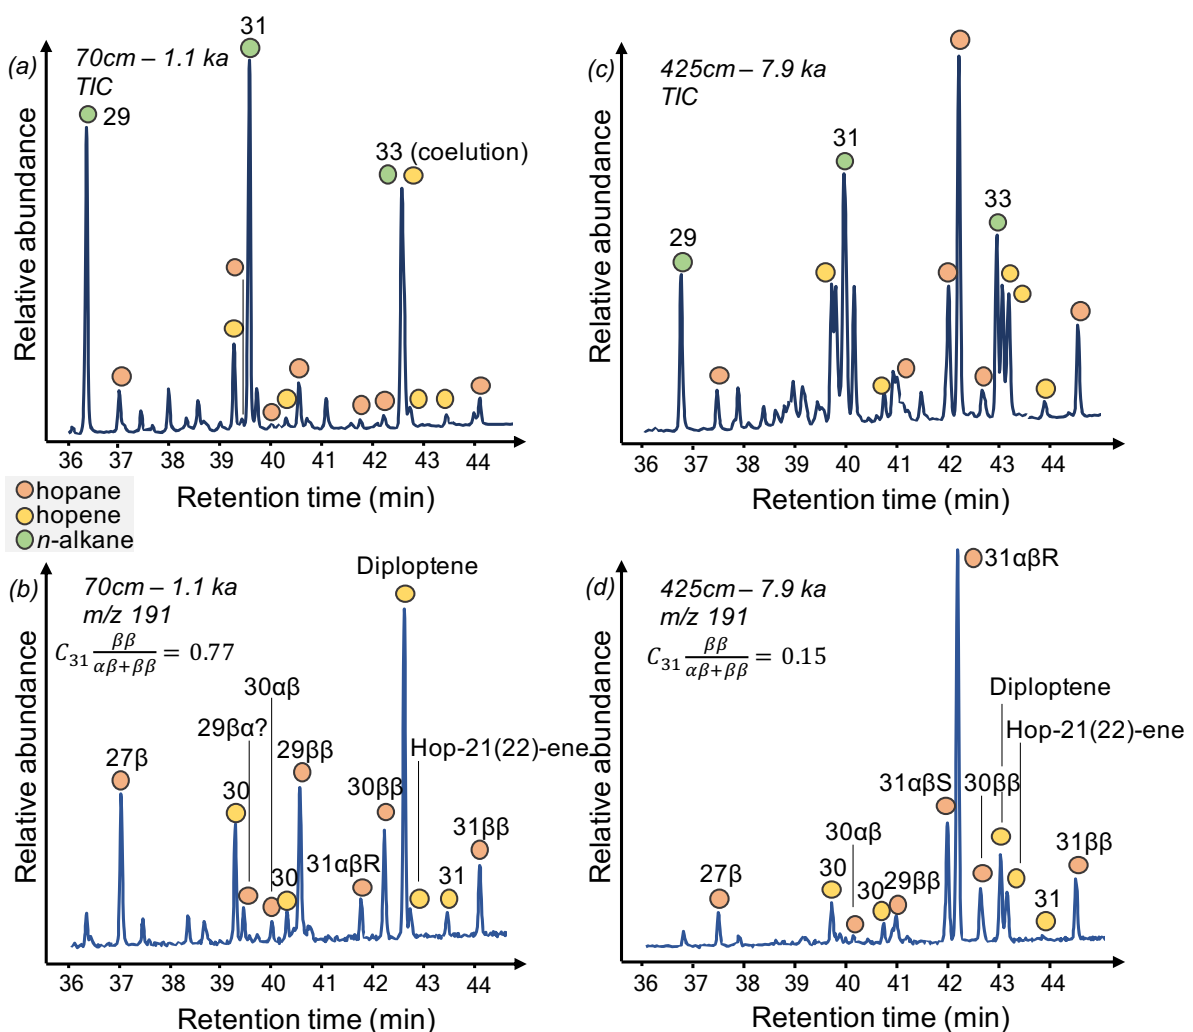 (a)
70cm – 1.1 ka
TIC
29
31
33 (coelution)
Relative abundance
36 37 38 39 40 41 42 43 44
Retention time (min)
(c)
425cm – 7.9 ka
TIC
29
31
33
Relative abundance
36 37 38 39 40 41 42 43 44
Retention time (min)
hopane
hopene
n-alkane
(b)
70cm – 1.1 ka
m/z 191
C₃₁ ββ/(αβ+ββ) = 0.77
Diploptene
30αβ
29βα?
27β
30
29ββ
Hop-21(22)-ene
30ββ
31ββ
30
31αβR
31
Relative abundance
36 37 38 39 40 41 42 43 44
Retention time (min)
(d)
425cm – 7.9 ka
m/z 191
C₃₁ ββ/(αβ+ββ) = 0.15
31αβR
Diploptene
Hop-21(22)-ene
31αβS
30ββ
30αβ
31ββ
27β
30
30
29ββ
31
Relative abundance
36 37 38 39 40 41 42 43 44
Retention time (min)